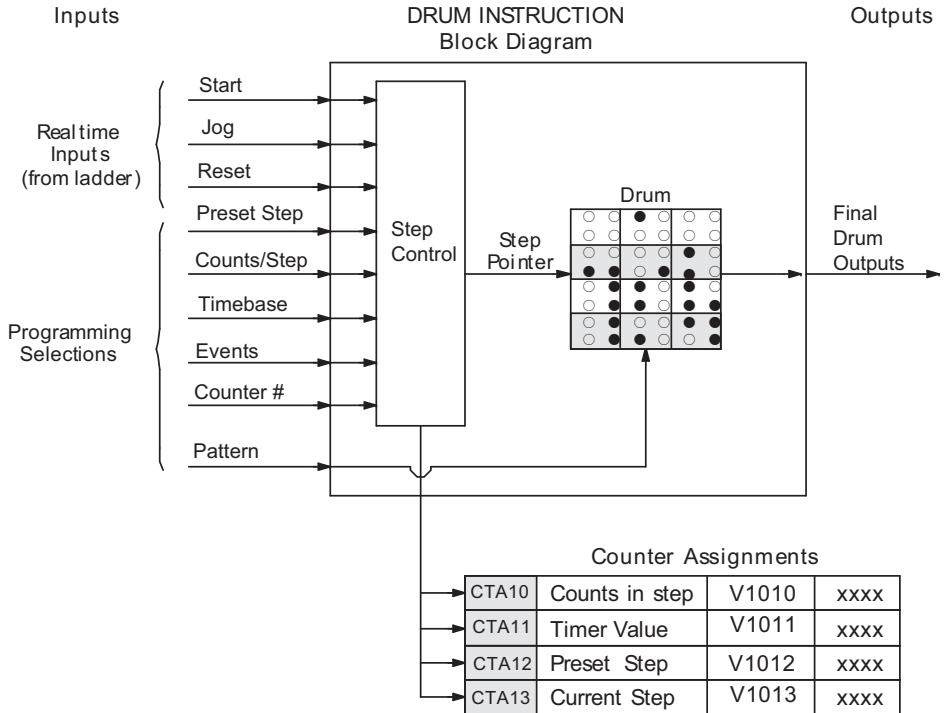 Inputs
DRUM INSTRUCTION
Block Diagram
Outputs
Realtime
Inputs
(from ladder)
Start
Jog
Reset
Programming
Selections
Preset Step
Counts/Step
Timebase
Events
Counter #
Pattern
Step
Control
Step
Pointer
Drum
Final
Drum
Outputs
Counter Assignments
CTA10 Counts in step V1010 xxxx
CTA11 Timer Value V1011 xxxx
CTA12 Preset Step V1012 xxxx
CTA13 Current Step V1013 xxxx